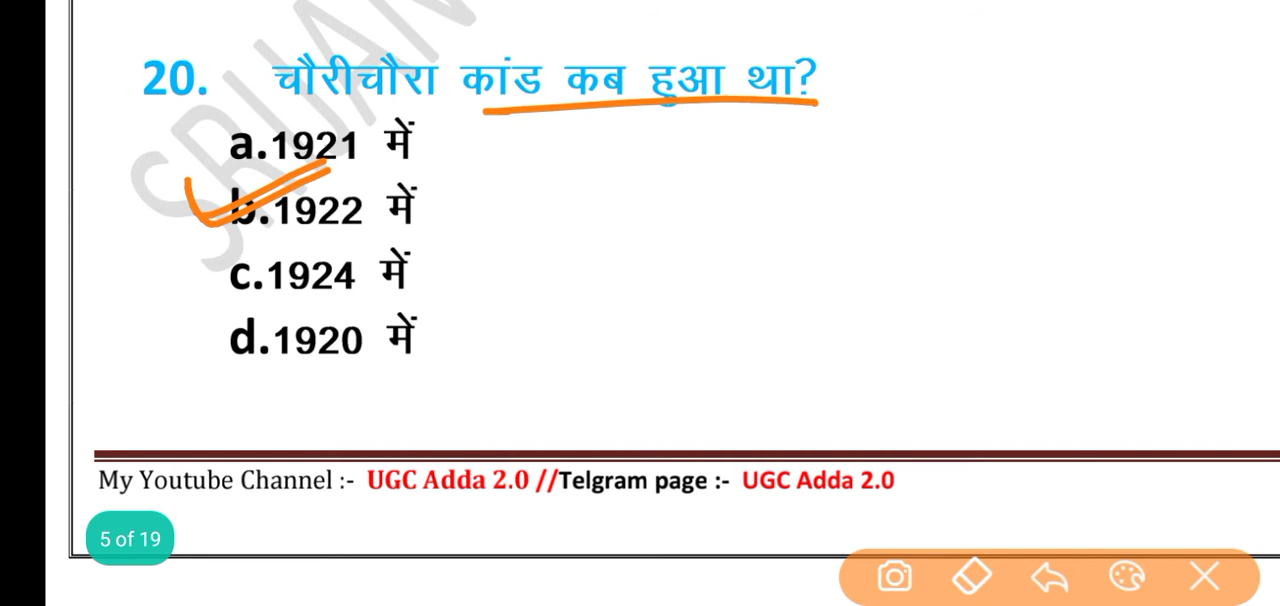 20. चौरीचौरा कांड कब हुआ था?
a.1921 में
b.1922 में
c.1924 में
d.1920 में
My Youtube Channel :- UGC Adda 2.0 //Telgram page :- UGC Adda 2.0
5 of 19